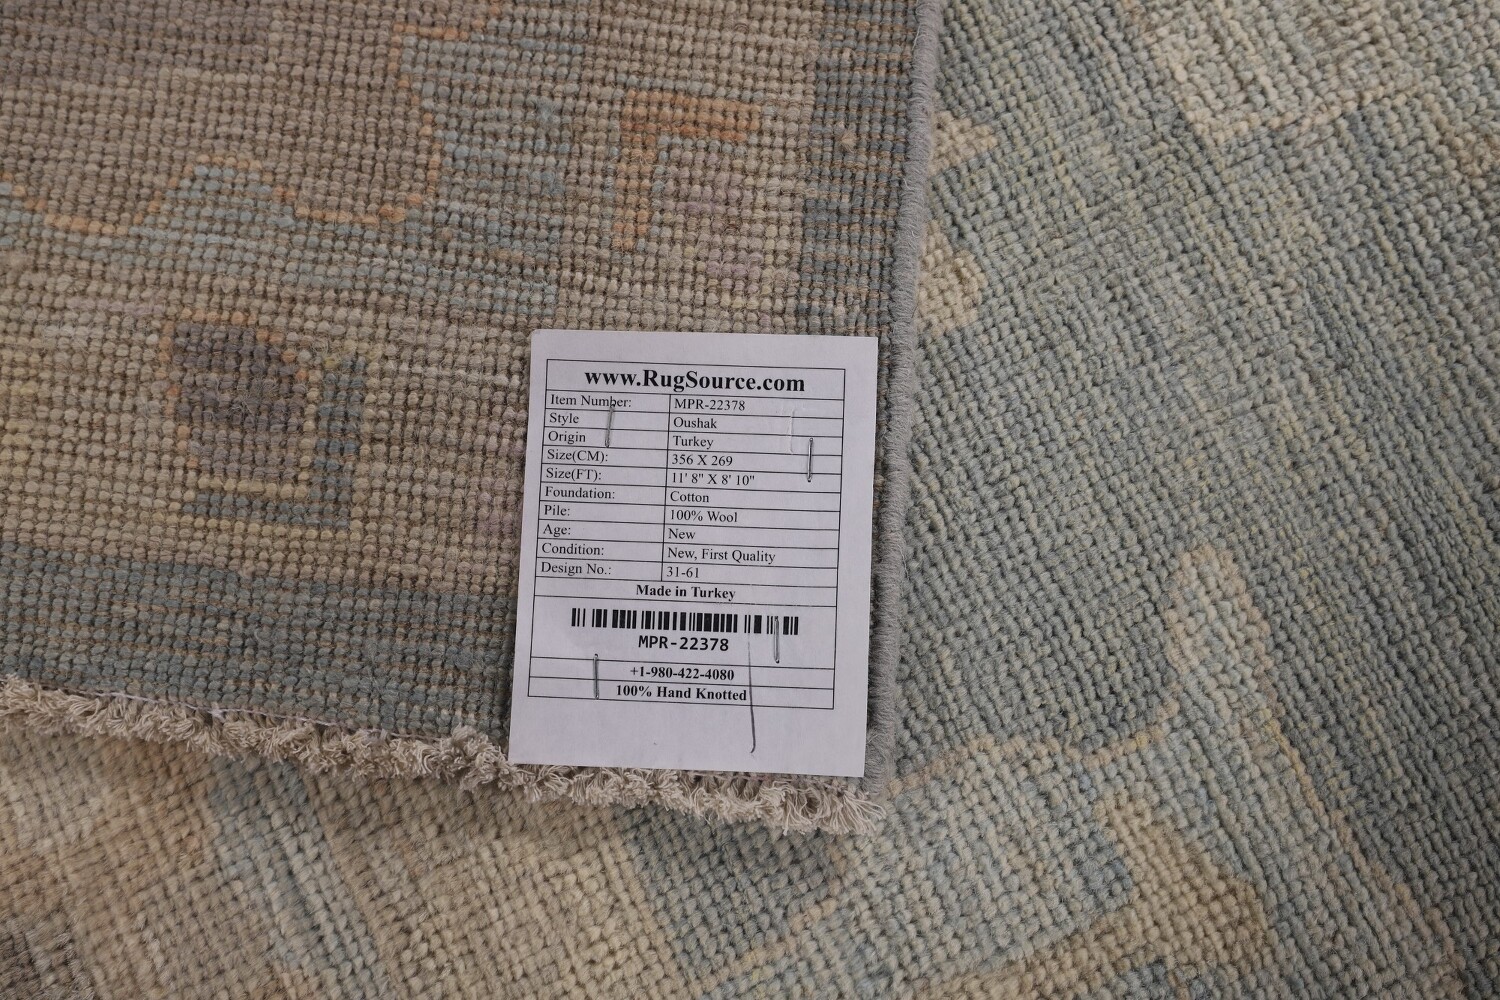 www.RugSource.com
Item Number: MPR-22378
Style Oushak
Origin Turkey
Size(CM): 356 X 269
Size(FT): 11' 8" X 8' 10"
Foundation: Cotton
Pile: 100% Wool
Age: New
Condition: New, First Quality
Design No.: 31-61
Made in Turkey
MPR-22378
+1-980-422-4080
100% Hand Knotted